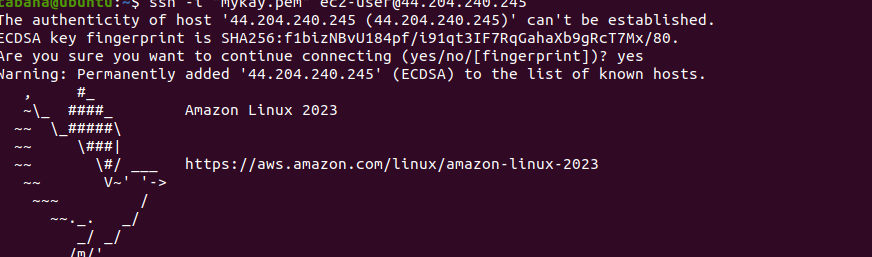 cabana@ubuntu:~$ ssh -i "mykay.pem" ec2-user@44.204.240.245
The authenticity of host '44.204.240.245 (44.204.240.245)' can't be established.
ECDSA key fingerprint is SHA256:f1bizNBvU184pf/i91qt3IF7RqGahaXb9gRcT7Mx/80.
Are you sure you want to continue connecting (yes/no/[fingerprint])? yes
Warning: Permanently added '44.204.240.245' (ECDSA) to the list of known hosts.
   ,     #_
   ~\_  ####_        Amazon Linux 2023
  ~~  \_#####\
  ~~     \###|
  ~~       \#/ ___   https://aws.amazon.com/linux/amazon-linux-2023
   ~~       V~' '->
    ~~~         /
      ~~._.   _/
         _/ _/
       _/m/'